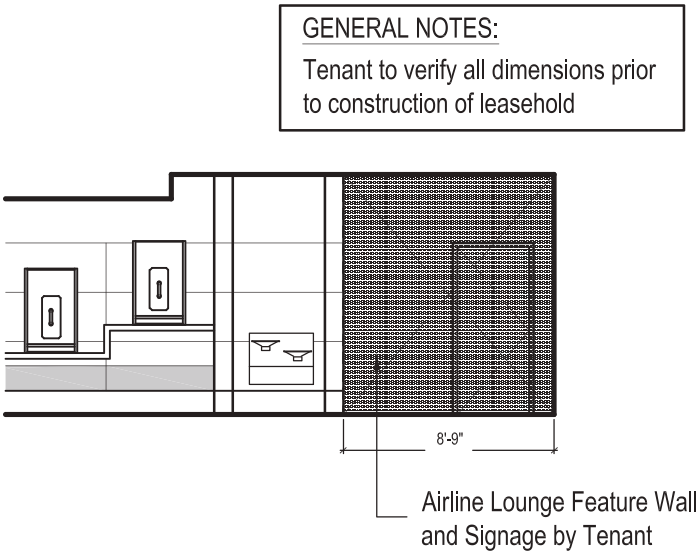 GENERAL NOTES:
Tenant to verify all dimensions prior
to construction of leasehold
8'-9"
Airline Lounge Feature Wall
and Signage by Tenant